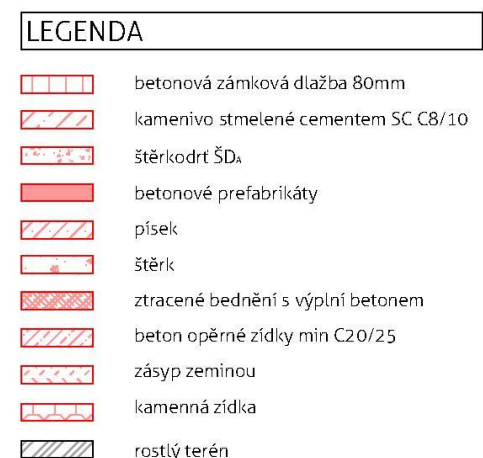 LEGENDA
betonová zámková dlažba 80mm
kamenivo stmelené cementem SC C8/10
štěrkodrť ŠDA
betonové prefabrikáty
písek
štěrk
ztracené bednění s výplní betonem
beton opěrné zídky min C20/25
zásyp zeminou
kamenná zídka
rostlý terén